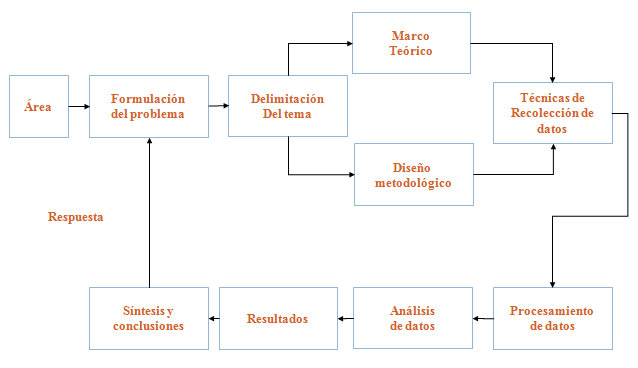 Área
Formulación
del problema
Delimitación
Del tema
Marco
Teórico
Diseño
metodológico
Técnicas de
Recolección de
datos
Respuesta
Síntesis y
conclusiones
Resultados
Análisis
de datos
Procesamiento
de datos